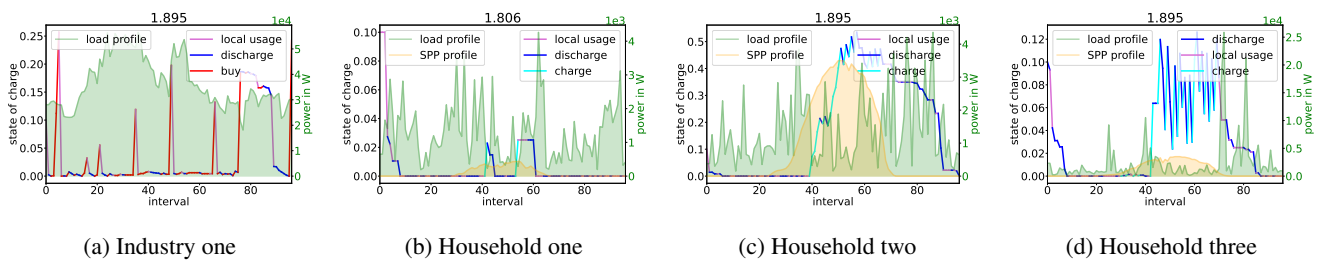 1.895
1e4
load profile
local usage
discharge
buy
state of charge
0.25
0.20
0.15
0.10
0.05
0.00
0 20 40 60 80
interval
5
4
3
2
1
0
power in W
(a) Industry one
1.806
1e3
load profile
SPP profile
local usage
discharge
charge
state of charge
0.10
0.08
0.06
0.04
0.02
0.00
0 20 40 60 80
interval
4
3
2
1
0
power in W
(b) Household one
1.895
1e3
load profile
SPP profile
local usage
discharge
charge
state of charge
0.5
0.4
0.3
0.2
0.1
0.0
0 20 40 60 80
interval
4
3
2
1
0
power in W
(c) Household two
1.895
1e4
load profile
SPP profile
discharge
local usage
charge
state of charge
0.12
0.10
0.08
0.06
0.04
0.02
0.00
0 20 40 60 80
interval
2.5
2.0
1.5
1.0
0.5
0.0
power in W
(d) Household three